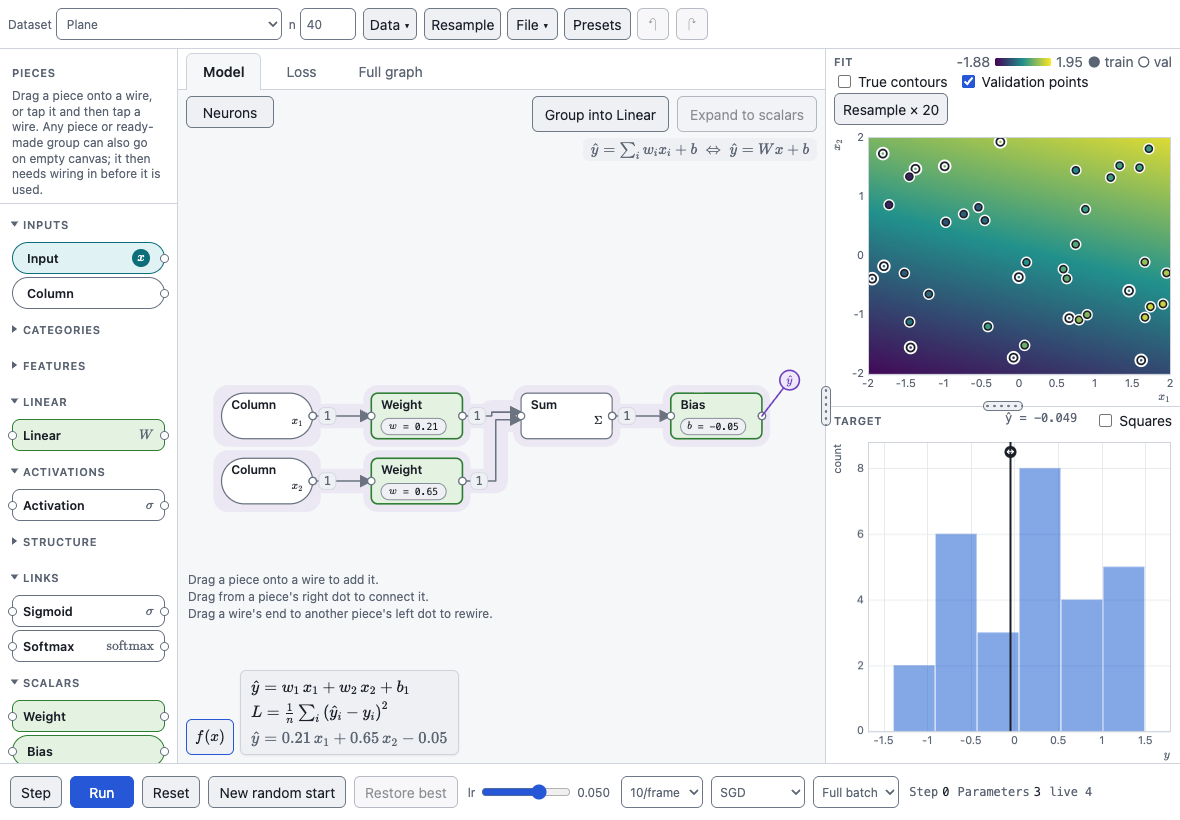 Dataset Plane n 40 Data ▾ Resample File ▾ Presets
PIECES
Drag a piece onto a wire,
or tap it and then tap a
wire. Any piece or ready-
made group can also go
on empty canvas; it then
needs wiring in before it is
used.
INPUTS
Input x
Column
CATEGORIES
FEATURES
LINEAR
Linear W
ACTIVATIONS
Activation σ
STRUCTURE
LINKS
Sigmoid σ
Softmax softmax
SCALARS
Weight
Bias
Model Loss Full graph
Neurons Group into Linear Expand to scalars
ŷ = ∑ᵢ wᵢxᵢ + b ⇔ ŷ = Wx + b
ŷ
Column x₁ 1 Weight w = 0.21 1 Sum Σ 1 Bias b = -0.05
Column x₂ 1 Weight w = 0.65 1
Drag a piece onto a wire to add it.
Drag from a piece's right dot to connect it.
Drag a wire's end to another piece's left dot to rewire.
f(x)
ŷ = w₁ x₁ + w₂ x₂ + b₁
L = 1/n ∑ᵢ (ŷᵢ − yᵢ)²
ŷ = 0.21 x₁ + 0.65 x₂ − 0.05
FIT -1.88 1.95 train val
True contours Validation points
Resample × 20
x₂
2
1
0
-1
-2
-2 -1.5 -1 -0.5 0 0.5 1 1.5 2
x₁
TARGET ŷ = -0.049 Squares
count
8
6
4
2
0
-1.5 -1 -0.5 0 0.5 1 1.5
y
Step Run Reset New random start Restore best lr 0.050 10/frame SGD Full batch Step 0 Parameters 3 live 4